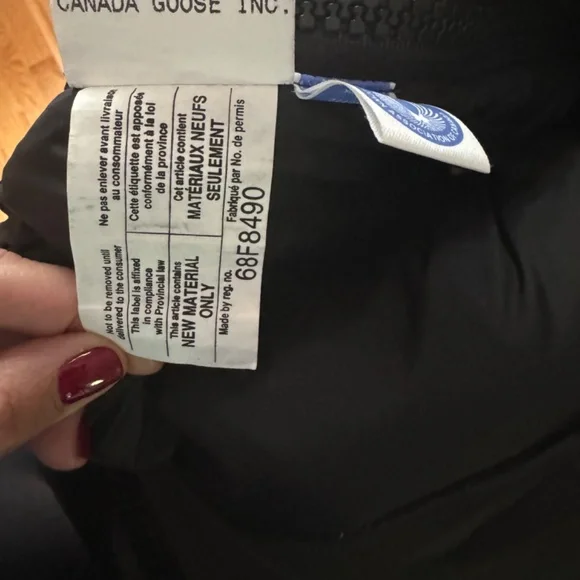 CANADA GOOSE INC.
Ne pas enlever avant livraison
au consommateur
Cette étiquette est apposée
conformément à la loi
de la province
Cet article contient
MATÉRIAUX NEUFS
SEULEMENT
Fabriqué par No. de permis
Not to be removed until
delivered to the consumer
This label is affixed
in compliance
with Provincial law
This article contains
NEW MATERIAL
ONLY
Made by reg. no.
68F8490
ASSOCIATION OF